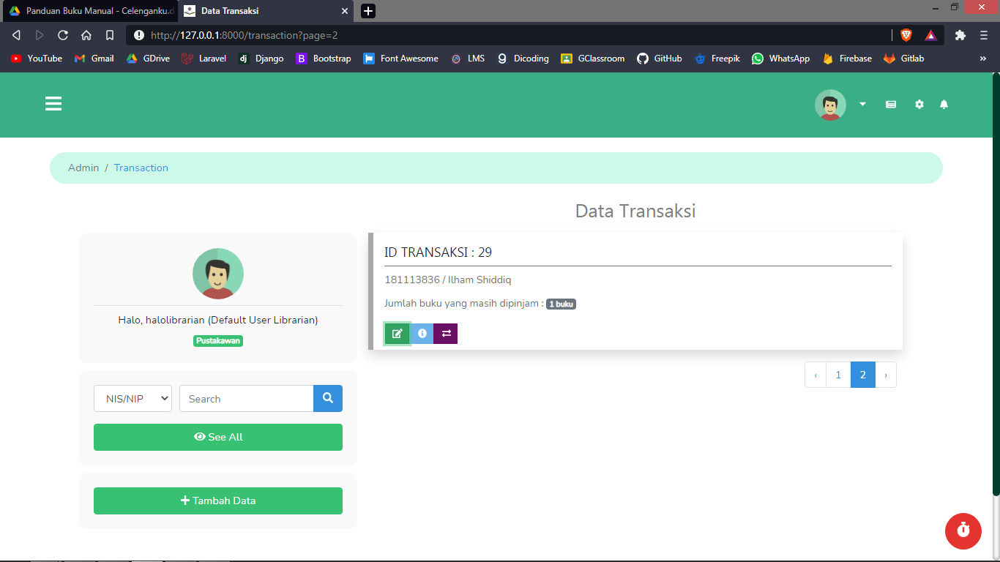 Panduan Buku Manual - Celenganku.d
Data Transaksi
http://127.0.0.1:8000/transaction?page=2
YouTube Gmail GDrive Laravel Django Bootstrap Font Awesome LMS Dicoding GClassroom GitHub Freepik WhatsApp Firebase Gitlab »
Admin / Transaction
Data Transaksi
Halo, halolibrarian (Default User Librarian)
Pustakawan
NIS/NIP Search
See All
Tambah Data
ID TRANSAKSI : 29
181113836 / Ilham Shiddiq
Jumlah buku yang masih dipinjam : 1 buku
‹ 1 2 ›